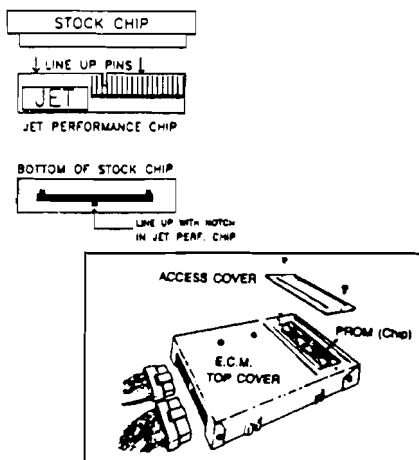 STOCK CHIP
LINE UP PINS
JET
JET PERFORMANCE CHIP
BOTTOM OF STOCK CHIP
LINE UP WITH NOTCH
IN JET PERF. CHIP
ACCESS COVER
PROM (Chip)
E.C.M.
TOP COVER